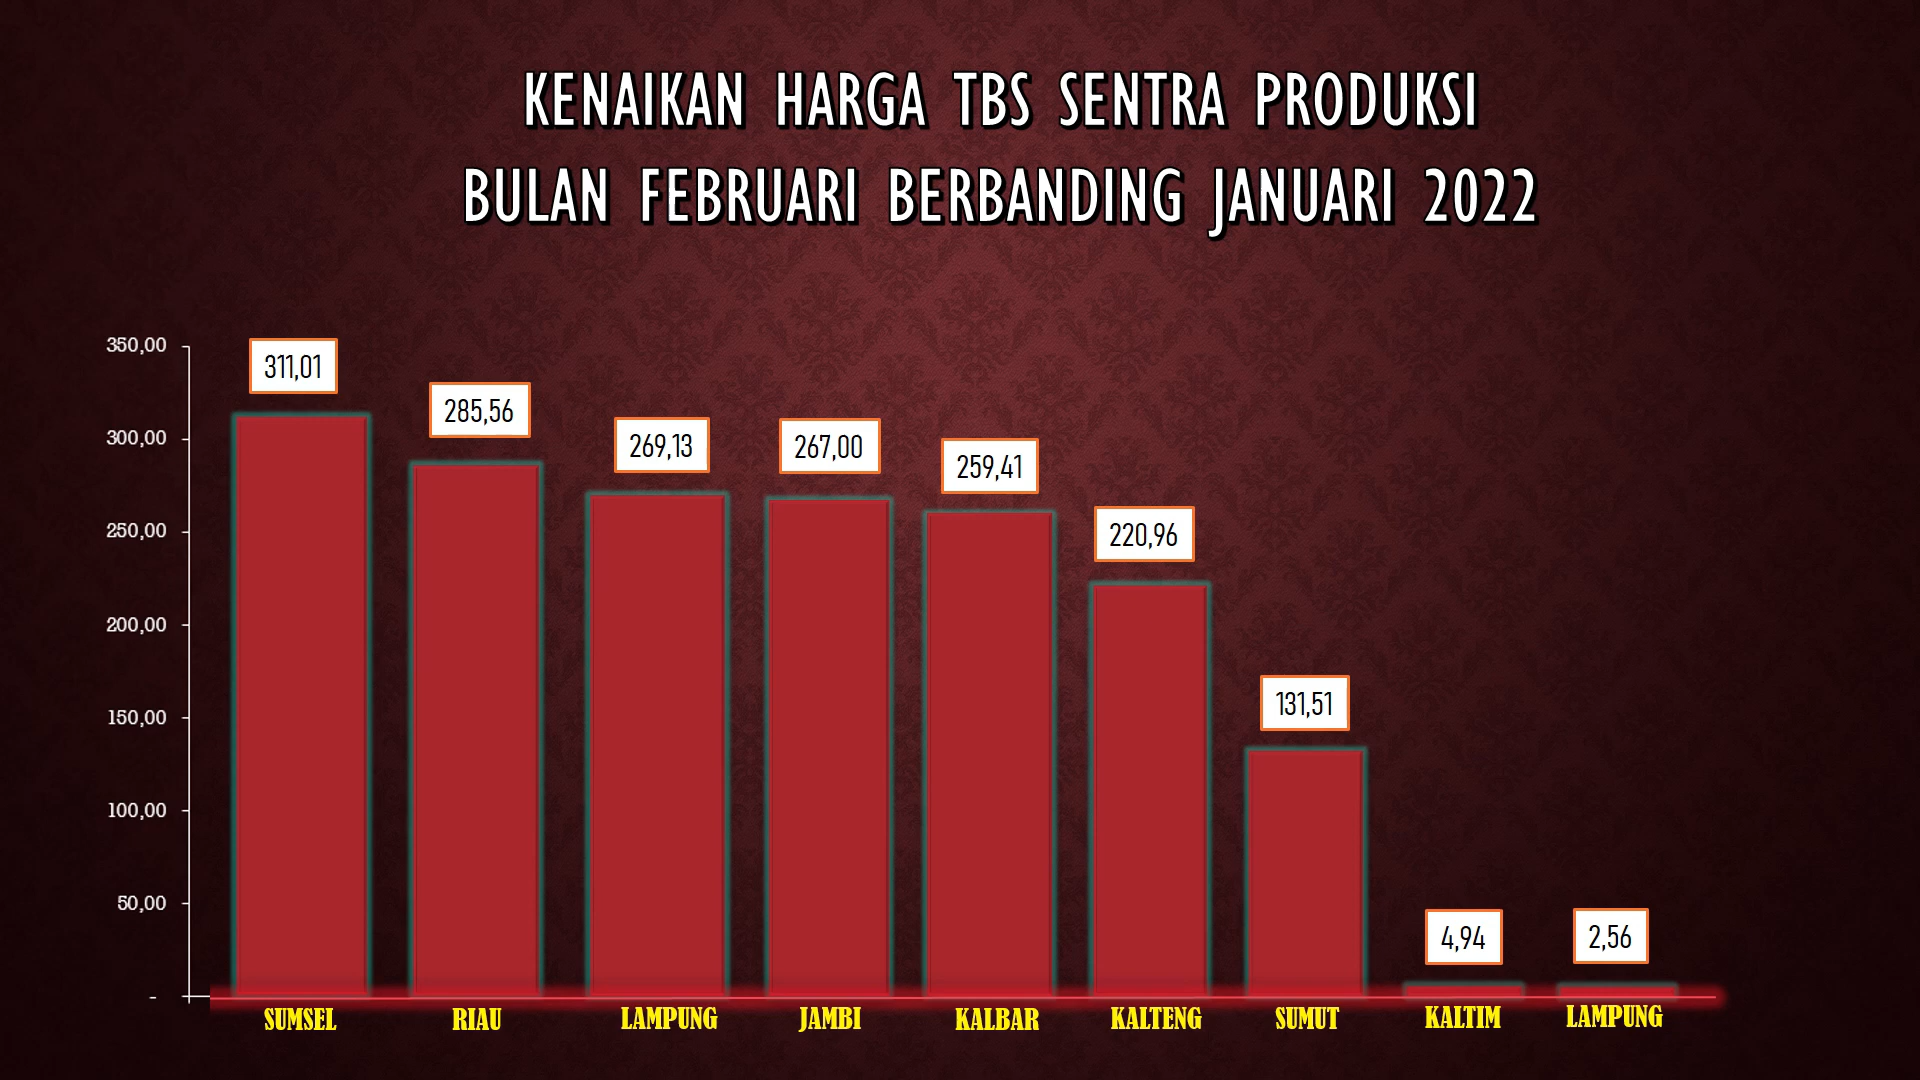 KENAIKAN HARGA TBS SENTRA PRODUKSI
BULAN FEBRUARI BERBANDING JANUARI 2022
350,00
300,00
250,00
200,00
150,00
100,00
50,00
-
311,01
285,56
269,13
267,00
259,41
220,96
131,51
4,94
2,56
SUMSEL
RIAU
LAMPUNG
JAMBI
KALBAR
KALTENG
SUMUT
KALTIM
LAMPUNG